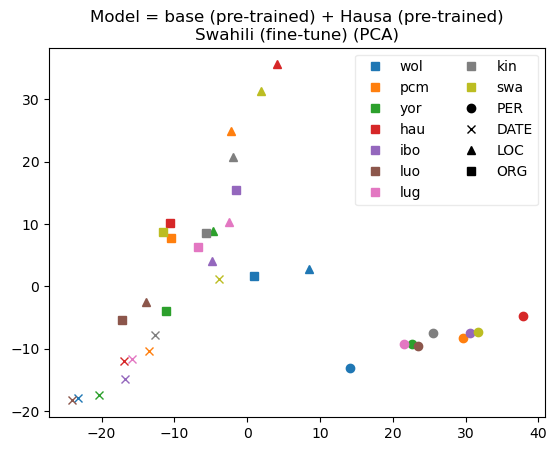 Model = base (pre-trained) + Hausa (pre-trained)
Swahili (fine-tune) (PCA)
wol
pcm
yor
hau
ibo
luo
lug
kin
swa
PER
DATE
LOC
ORG
30
20
10
0
−10
−20
−20
−10
0
10
20
30
40